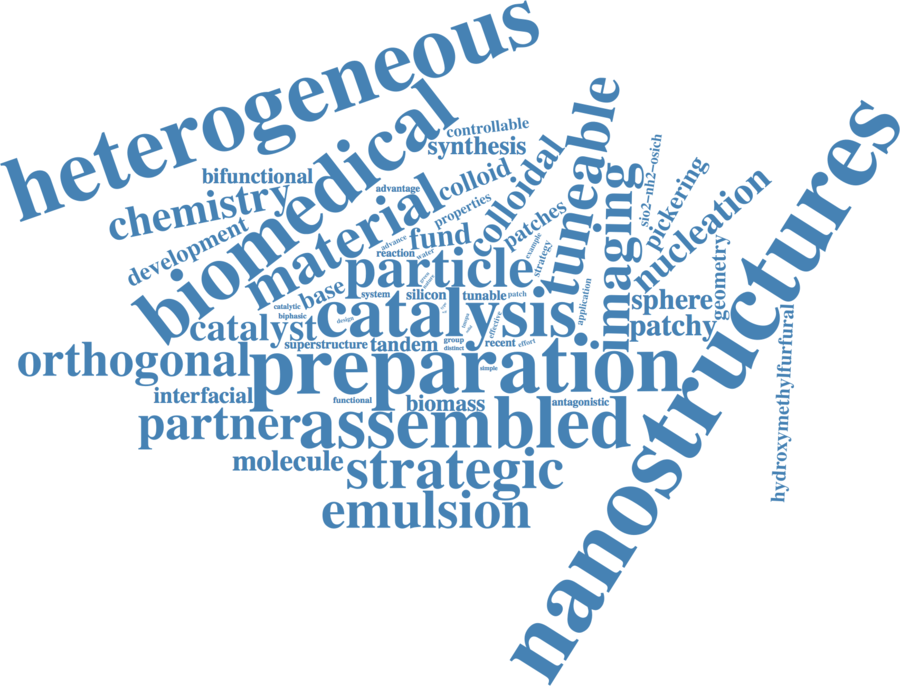 heterogeneous
biomedical
controllable
synthesis
bifunctional
chemistry
advantage
colloid
colloidal
tuneable
development
material
properties
patches
imaging
sio2-nh2-osich
pickering
nucleation
nanostructures
advance
fund
water
reaction
example
strategy
particle
base
system
silicon
tunable
patch
application
geometry
sphere
catalytic
biphasic
design
catalysis
effective
catalyst
patchy
superstructure
tandem
group
distinct
recent
effort
orthogonal
preparation
simple
hydroxymethylfurfural
interfacial
functional
biomass
antagonistic
partner
assembled
molecule
strategic
emulsion